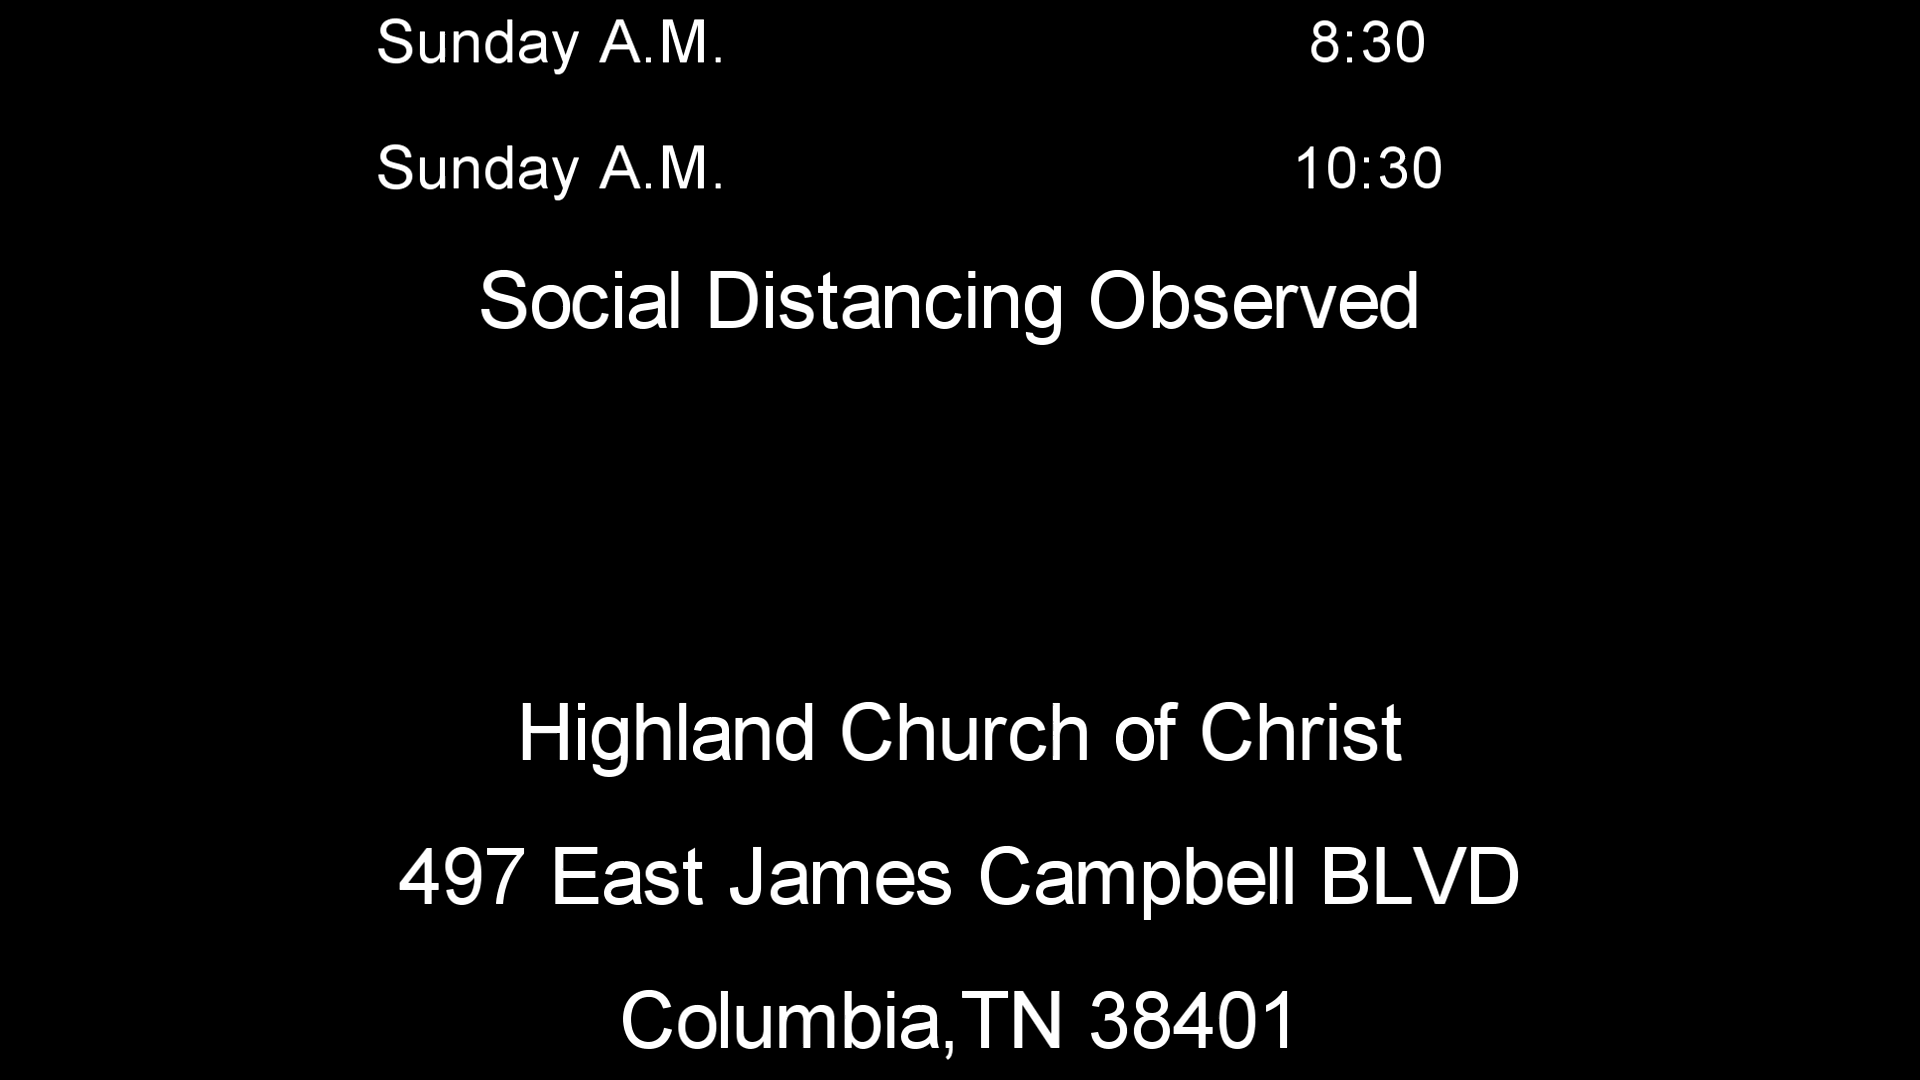 Sunday A.M. 8:30
Sunday A.M. 10:30
Social Distancing Observed
Highland Church of Christ
497 East James Campbell BLVD
Columbia,TN 38401